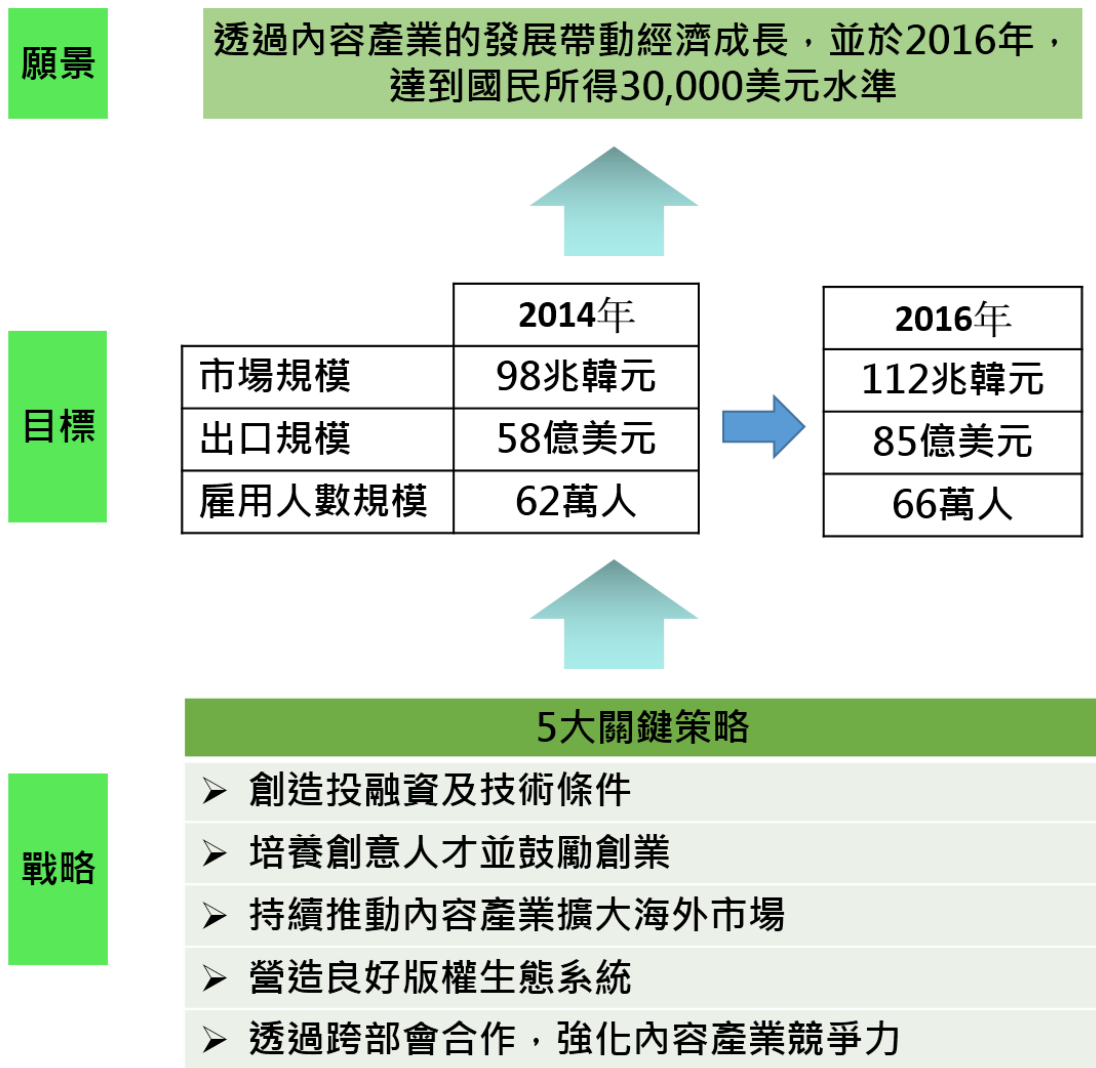 願景
透過內容產業的發展帶動經濟成長，並於2016年，
達到國民所得30,000美元水準
目標
2014年
2016年
市場規模 98兆韓元 112兆韓元
出口規模 58億美元 85億美元
雇用人數規模 62萬人 66萬人
戰略
5大關鍵策略
➢ 創造投融資及技術條件
➢ 培養創意人才並鼓勵創業
➢ 持續推動內容產業擴大海外市場
➢ 營造良好版權生態系統
➢ 透過跨部會合作，強化內容產業競爭力